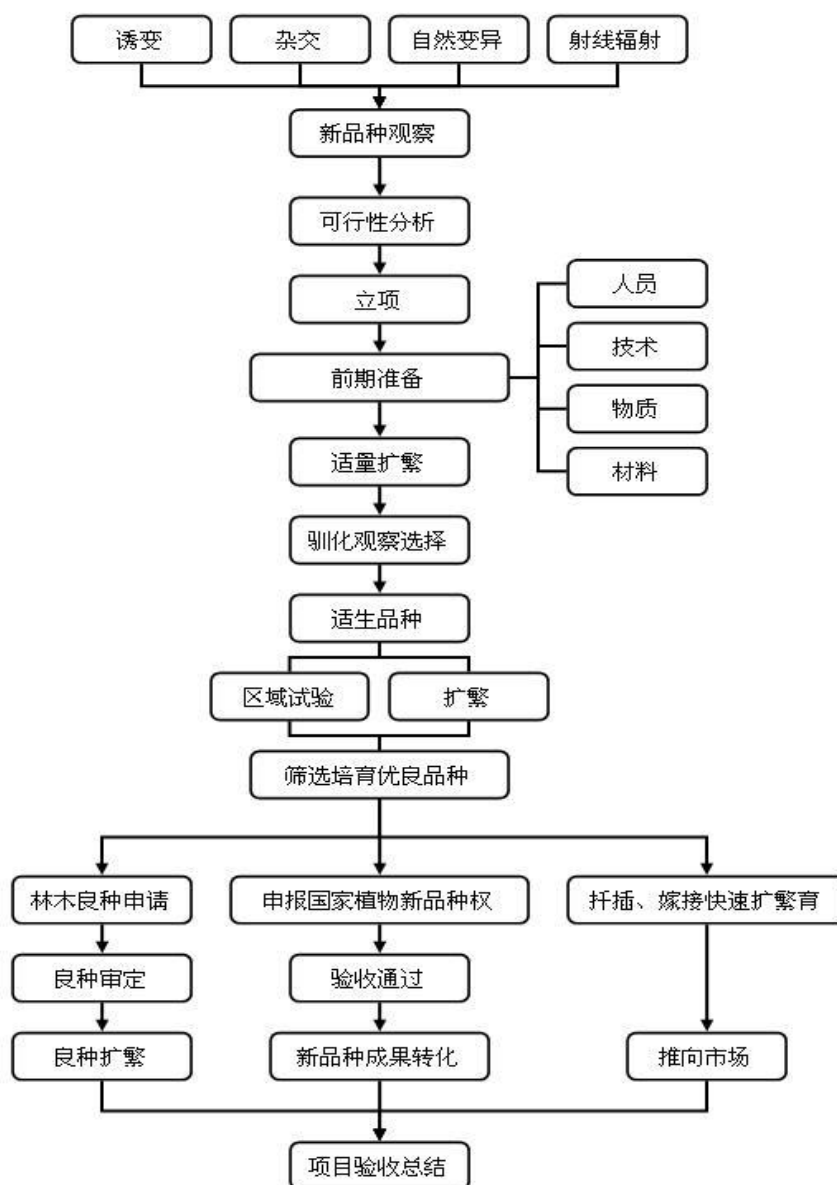 诱变
杂交
自然变异
射线辐射
新品种观察
可行性分析
立项
前期准备
人员
技术
物质
材料
适量扩繁
驯化观察选择
适生品种
区域试验
扩繁
筛选培育优良品种
林木良种申请
申报国家植物新品种权
扦插、嫁接快速扩繁育
良种审定
验收通过
良种扩繁
新品种成果转化
推向市场
项目验收总结